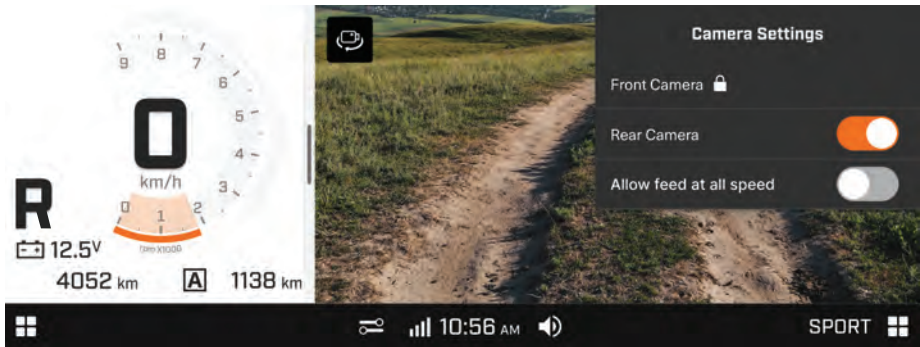 9
8
7
6
5
4
3
2
1
0
0
km/h
rpm x1000
R
12.5V
4052 km
A
1138 km
Camera Settings
Front Camera
Rear Camera
Allow feed at all speed
10:56 AM
SPORT